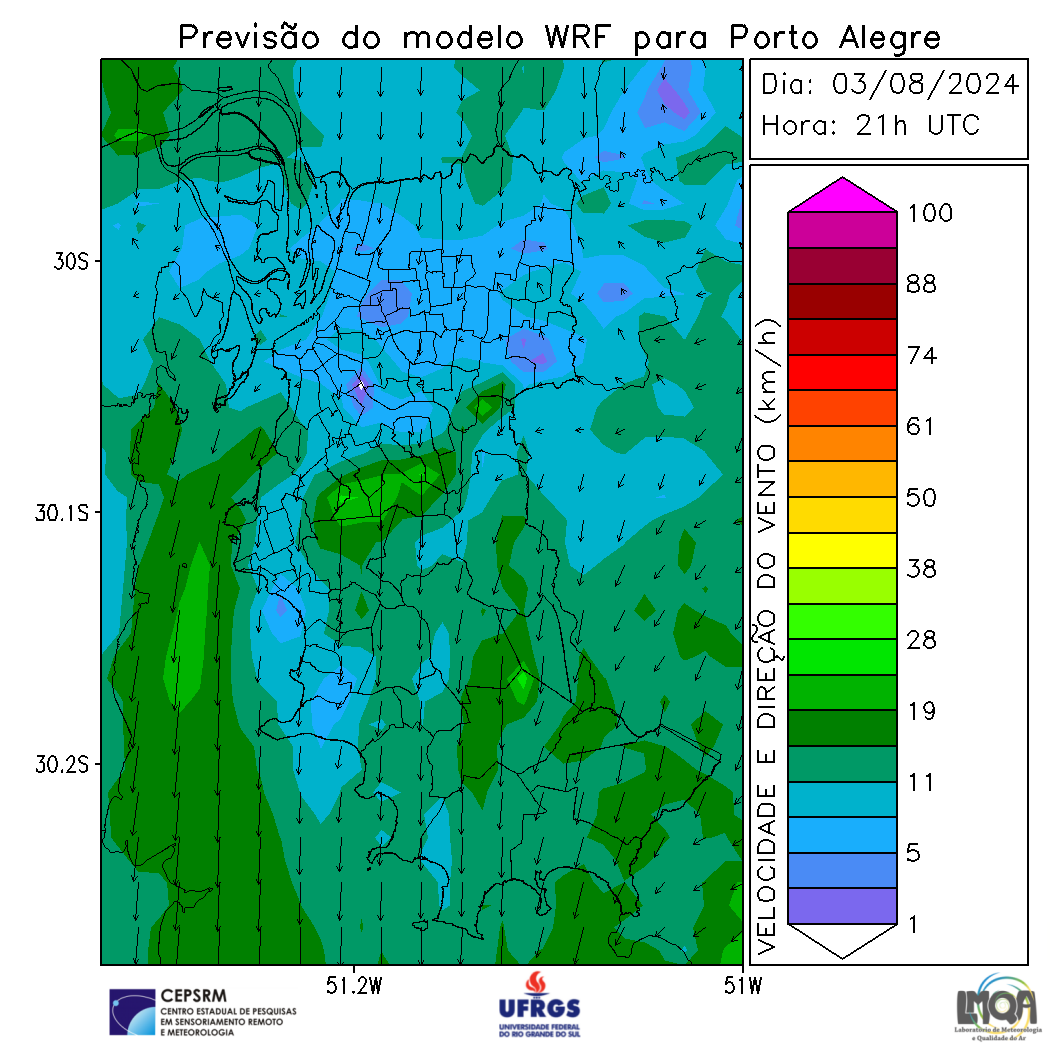 Previsão do modelo WRF para Porto Alegre
Dia: 03/08/2024
Hora: 21h UTC
30S
30.1S
30.2S
51.2W
51W
VELOCIDADE E DIREÇÃO DO VENTO (km/h)
100
88
74
61
50
38
28
19
11
5
1
CEPSRM
CENTRO ESTADUAL DE PESQUISAS
EM SENSORIAMENTO REMOTO
E METEOROLOGIA
UFRGS
UNIVERSIDADE FEDERAL
DO RIO GRANDE DO SUL
LMQA
Laboratório de Meteorologia
e Qualidade do Ar